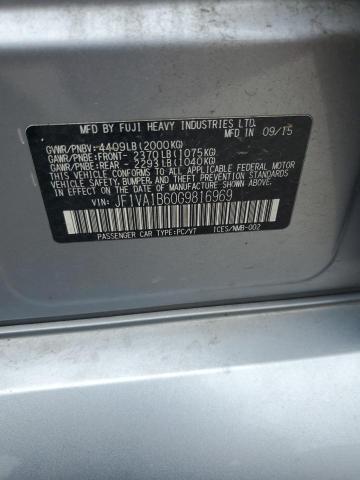 MFD BY FUJI HEAVY INDUSTRIES LTD.
MADE IN 09/15
GVWR/PNBV: 4409LB(2000KG)
GAWR/PNBE:FRONT- 2370LB(1075KG)
GAWR/PNBE:REAR - 2293LB(1040KG)
THIS VEHICLE CONFORMS TO ALL APPLICABLE FEDERAL MOTOR
VEHICLE SAFETY, BUMPER, AND THEFT PREVENTION STANDARDS
IN EFFECT ON THE DATE OF MANUFACTURE SHOWN ABOVE.
VIN: JF1VA1B60G9816969
PASSENGER CAR TYPE:PC/VT ICES/NMB-002